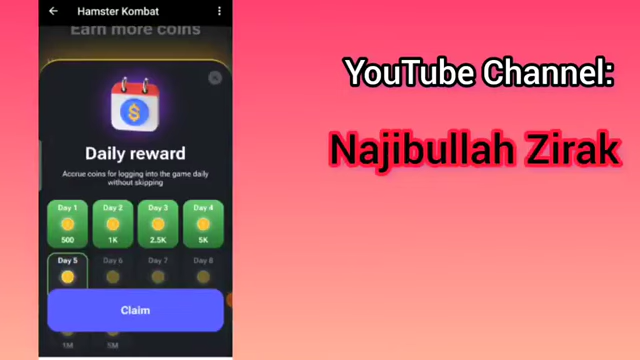 Hamster Kombat
Earn more coins
Daily reward
Accrue coins for logging into the game daily
without skipping
Day 1
Day 2
Day 3
Day 4
500
1K
2.5K
5K
Day 5
Day 6
Day 7
Day 8
Claim
1M
5M
YouTube Channel:
Najibullah Zirak